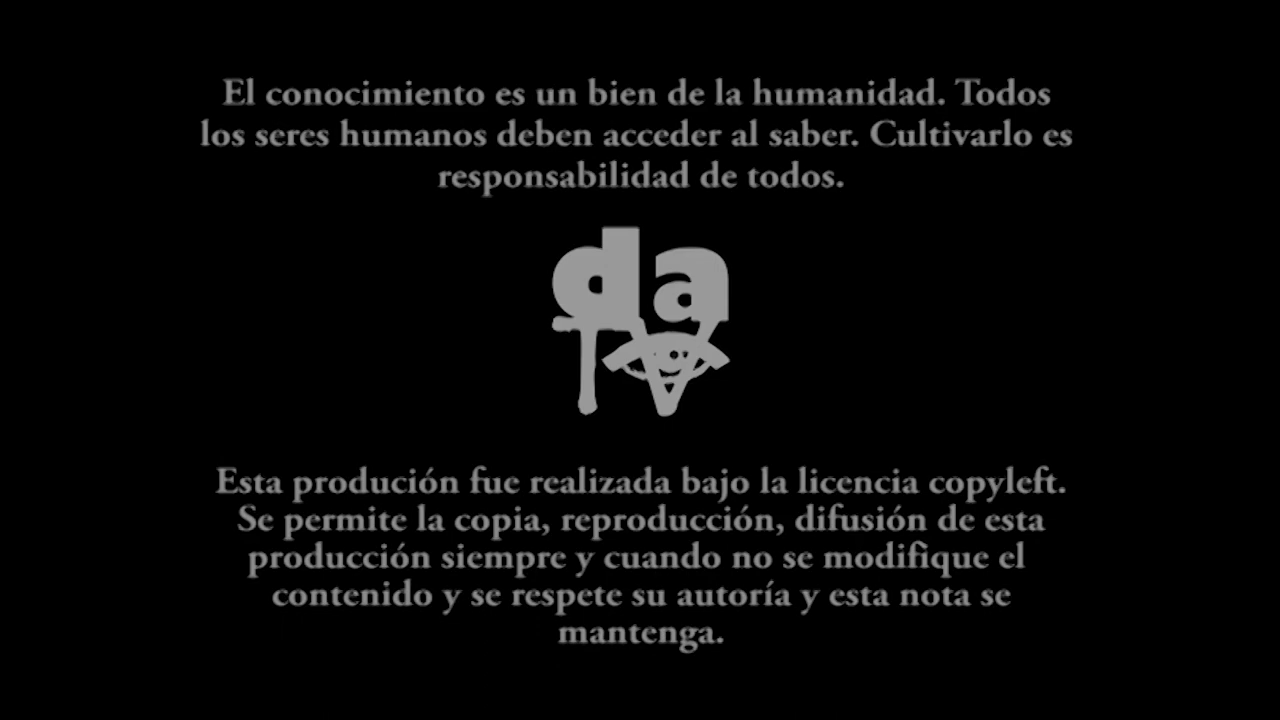 El conocimiento es un bien de la humanidad. Todos
los seres humanos deben acceder al saber. Cultivarlo es
responsabilidad de todos.
da
TV
Esta produción fue realizada bajo la licencia copyleft.
Se permite la copia, reproducción, difusión de esta
producción siempre y cuando no se modifique el
contenido y se respete su autoría y esta nota se
mantenga.